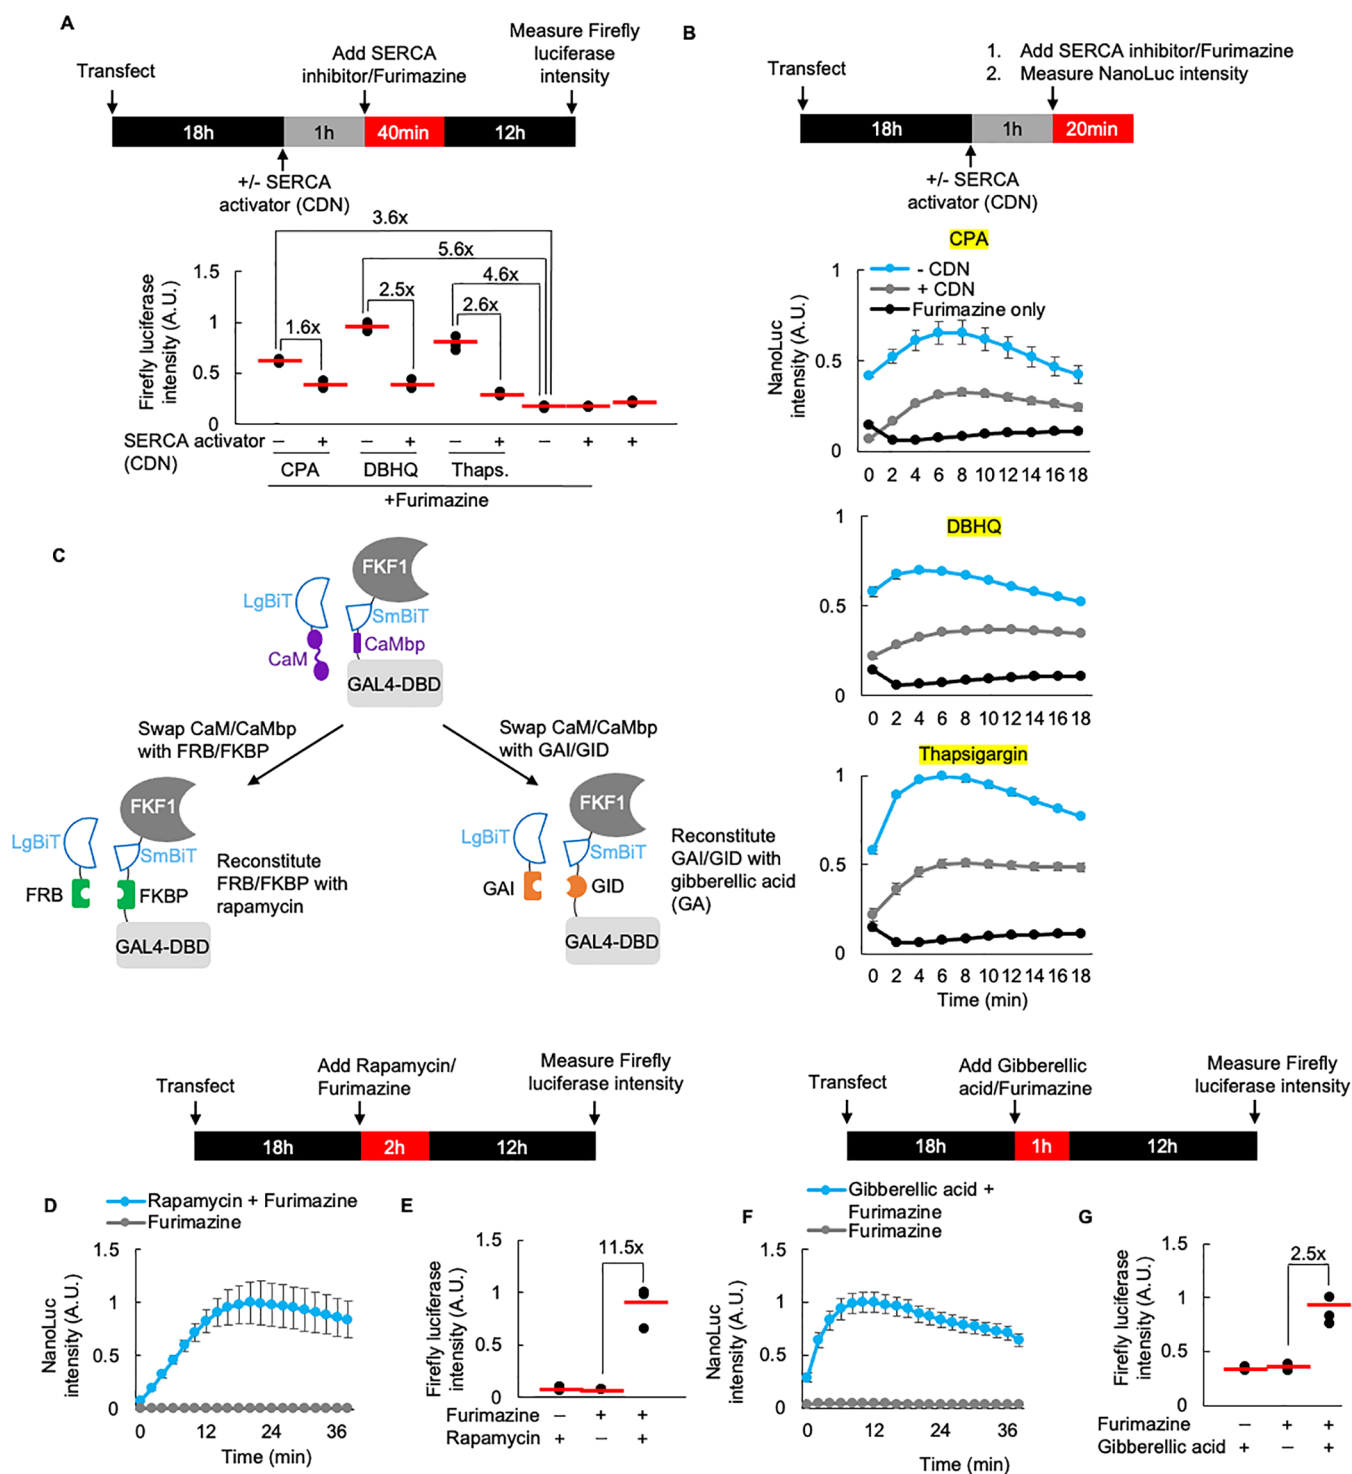 A
Transfect
Add SERCA
inhibitor/Furimazine
Measure Firefly
luciferase
intensity
18h
1h
40min
12h
+/- SERCA
activator (CDN)
3.6x
5.6x
4.6x
2.5x
2.6x
1.6x
Firefly luciferase
intensity (A.U.)
1.5
1
0.5
0
SERCA activator
(CDN)
– + – + – + – + +
CPA DBHQ Thaps.
+Furimazine
B
Transfect
1. Add SERCA inhibitor/Furimazine
2. Measure NanoLuc intensity
18h
1h
20min
+/- SERCA
activator (CDN)
CPA
- CDN
+ CDN
Furimazine only
NanoLuc
intensity (A.U.)
1
0.5
0
0 2 4 6 8 10 12 14 16 18
DBHQ
1
0.5
0
0 2 4 6 8 10 12 14 16 18
Thapsigargin
1
0.5
0
0 2 4 6 8 10 12 14 16 18
Time (min)
C
FKF1
LgBiT
SmBiT
CaM
CaMbp
GAL4-DBD
Swap CaM/CaMbp
with FRB/FKBP
Swap CaM/CaMbp
with GAI/GID
FKF1
LgBiT
SmBiT
FRB
FKBP
GAL4-DBD
Reconstitute
FRB/FKBP with
rapamycin
FKF1
LgBiT
SmBiT
GAI
GID
GAL4-DBD
Reconstitute
GAI/GID with
gibberellic acid
(GA)
Transfect
Add Rapamycin/
Furimazine
Measure Firefly
luciferase intensity
18h
2h
12h
Transfect
Add Gibberellic
acid/Furimazine
Measure Firefly
luciferase intensity
18h
1h
12h
D
Rapamycin + Furimazine
Furimazine
NanoLuc
intensity (A.U.)
1.5
1
0.5
0
0 12 24 36
Time (min)
E
11.5x
Firefly luciferase
intensity (A.U.)
1.5
1
0.5
0
Furimazine – + +
Rapamycin + – +
F
Gibberellic acid +
Furimazine
Furimazine
NanoLuc
intensity (A.U.)
1.5
1
0.5
0
0 12 24 36
Time (min)
G
2.5x
Firefly luciferase
intensity (A.U.)
1.5
1
0.5
0
Furimazine – + +
Gibberellic acid + – +